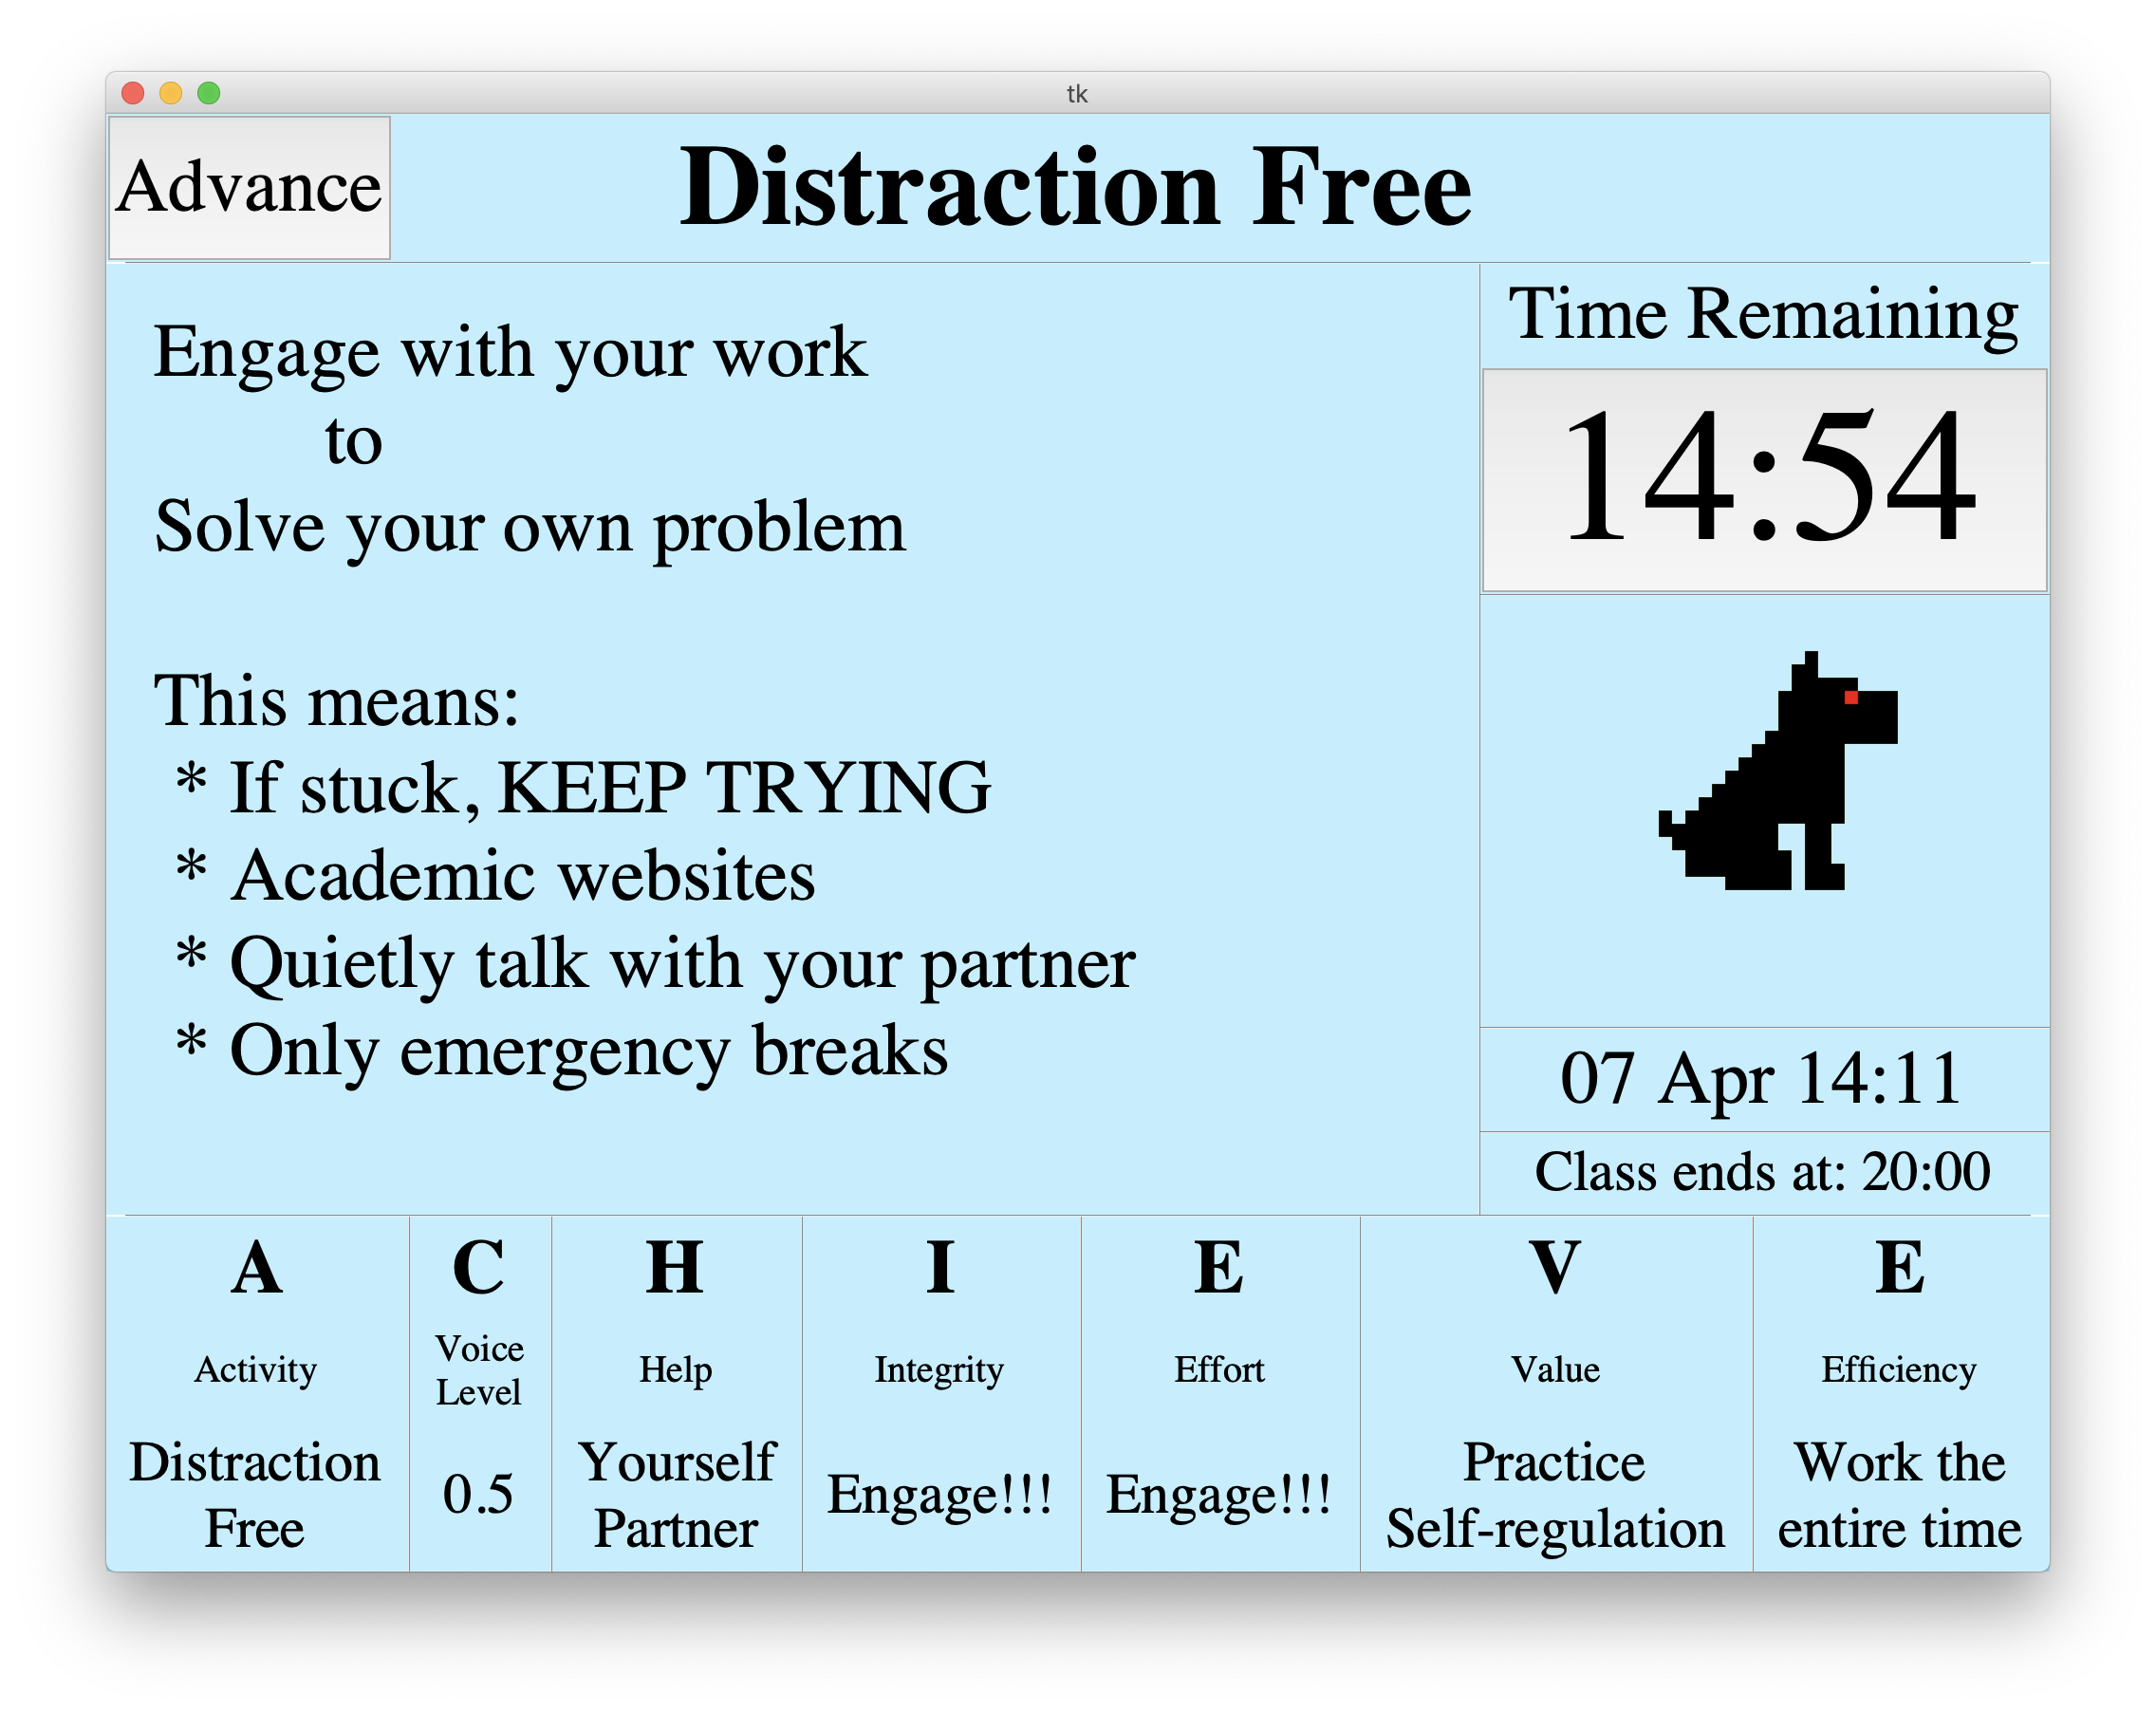 tk
Advance
Distraction Free
Engage with your work
to
Solve your own problem
This means:
* If stuck, KEEP TRYING
* Academic websites
* Quietly talk with your partner
* Only emergency breaks
Time Remaining
14:54
07 Apr 14:11
Class ends at: 20:00
A
Activity
Distraction
Free
C
Voice
Level
0.5
H
Help
Yourself
Partner
I
Integrity
Engage!!!
E
Effort
Engage!!!
V
Value
Practice
Self-regulation
E
Efficiency
Work the
entire time